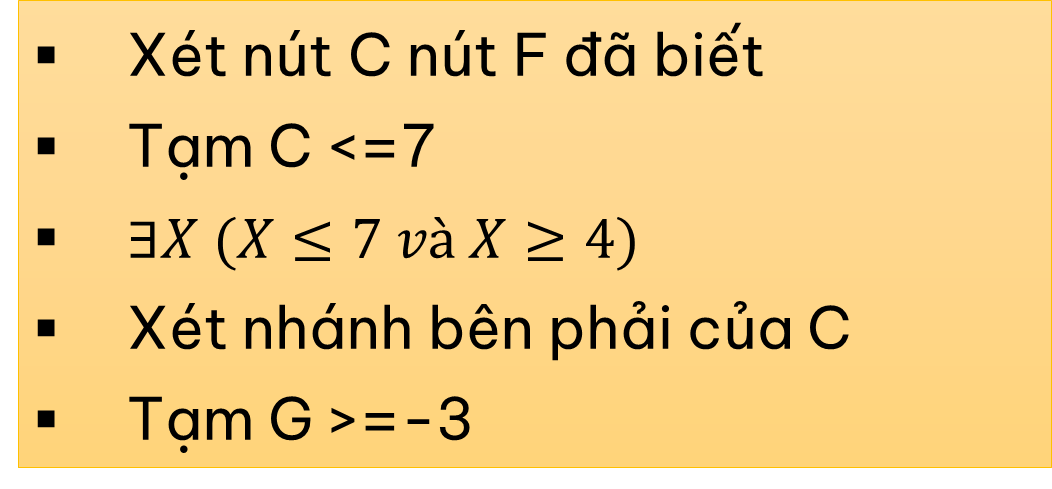 ▪ Xét nút C nút F đã biết
▪ Tạm C <=7
▪ ∃X (X ≤ 7 và X ≥ 4)
▪ Xét nhánh bên phải của C
▪ Tạm G >=-3